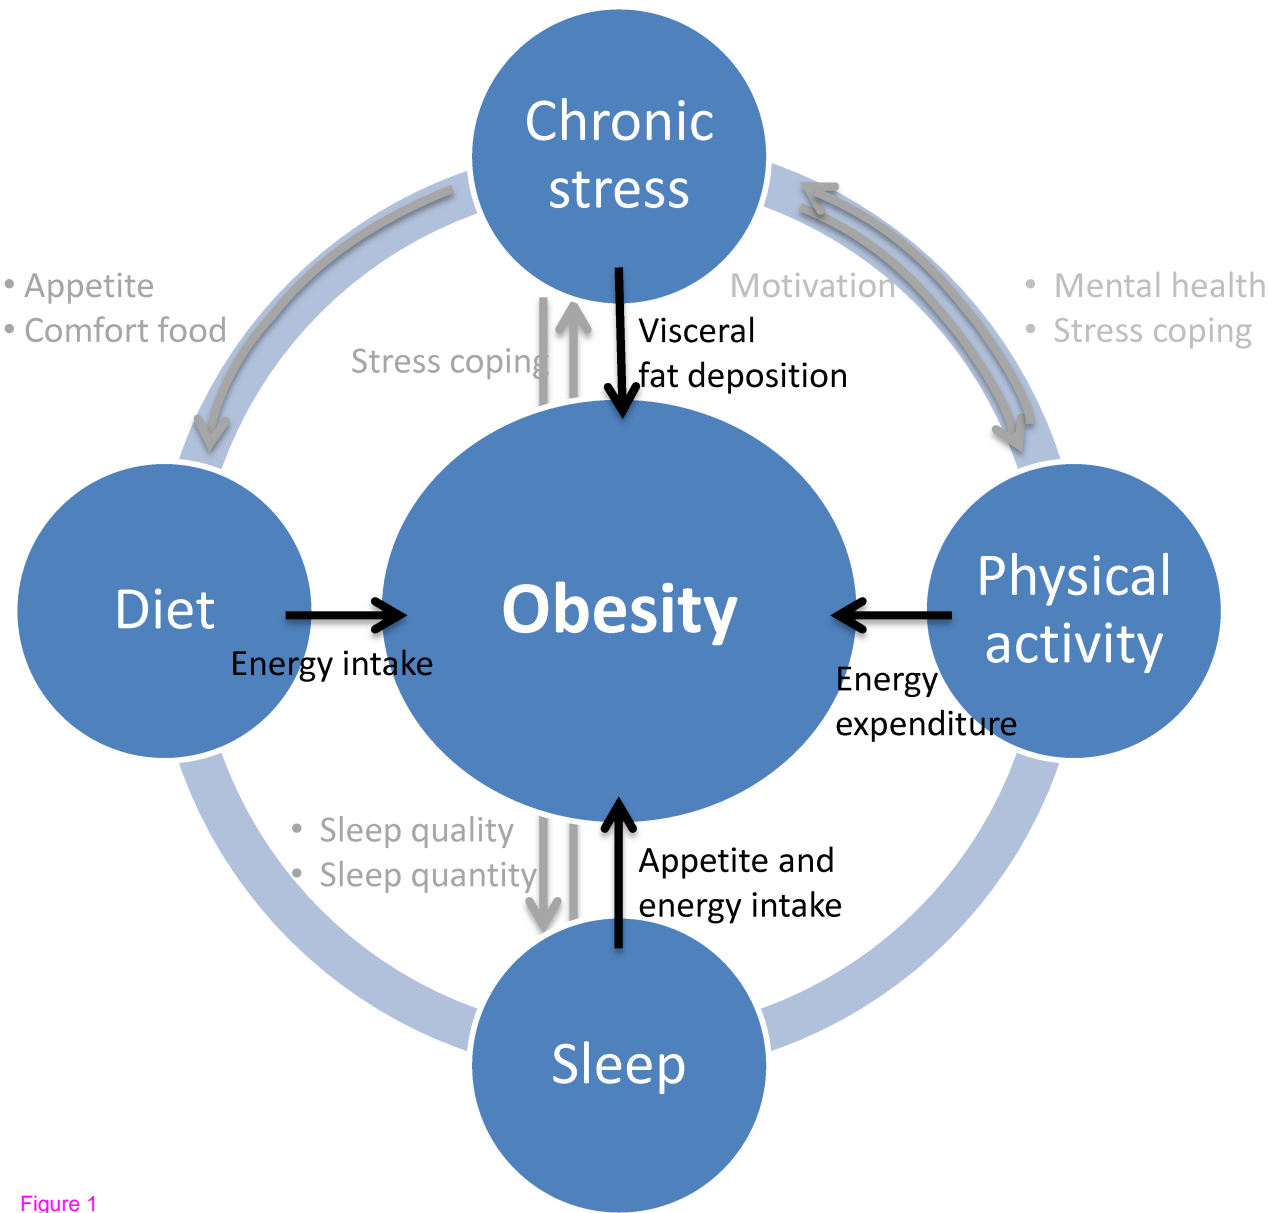 Chronic
stress
• Appetite
• Comfort food
Motivation
• Mental health
• Stress coping
Stress coping
Visceral
fat deposition
Diet
Obesity
Physical
activity
Energy intake
Energy
expenditure
• Sleep quality
• Sleep quantity
Appetite and
energy intake
Sleep
Figure 1